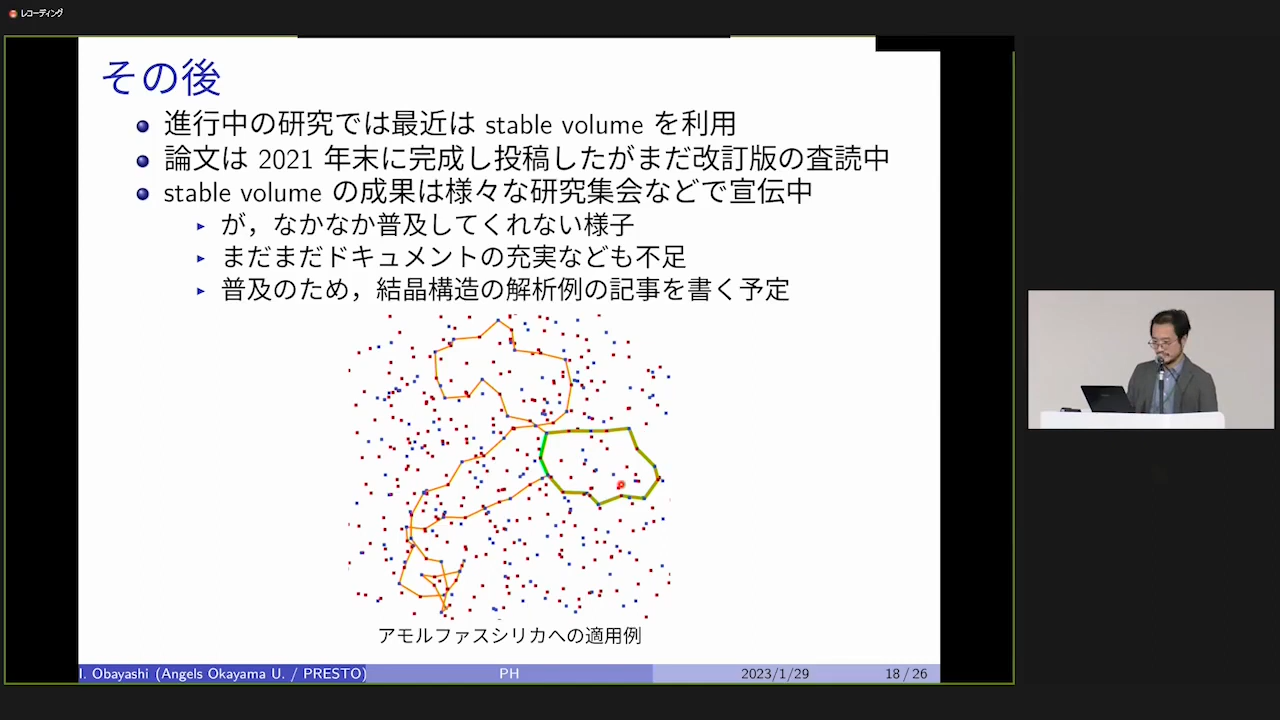 レコーディング
その後
進行中の研究では最近は stable volume を利用
論文は 2021 年末に完成し投稿したがまだ改訂版の査読中
stable volume の成果は様々な研究集会などで宣伝中
が，なかなか普及してくれない様子
まだまだドキュメントの充実なども不足
普及のため，結晶構造の解析例の記事を書く予定
アモルファスシリカへの適用例
I. Obayashi (Angels Okayama U. / PRESTO) PH 2023/1/29 18 / 26